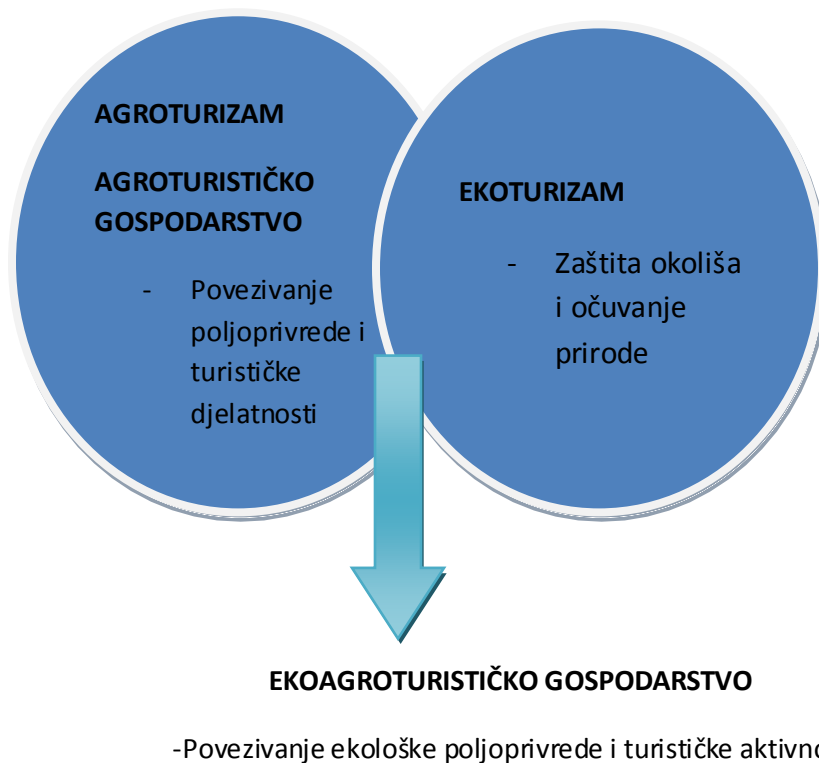 AGROTURIZAM
AGROTURISTIČKO
GOSPODARSTVO
- Povezivanje
poljoprivrede i
turističke
djelatnosti
EKOTURIZAM
- Zaštita okoliša
i očuvanje
prirode
EKOAGROTURISTIČKO GOSPODARSTVO
-Povezivanje ekološke poljoprivrede i turističke